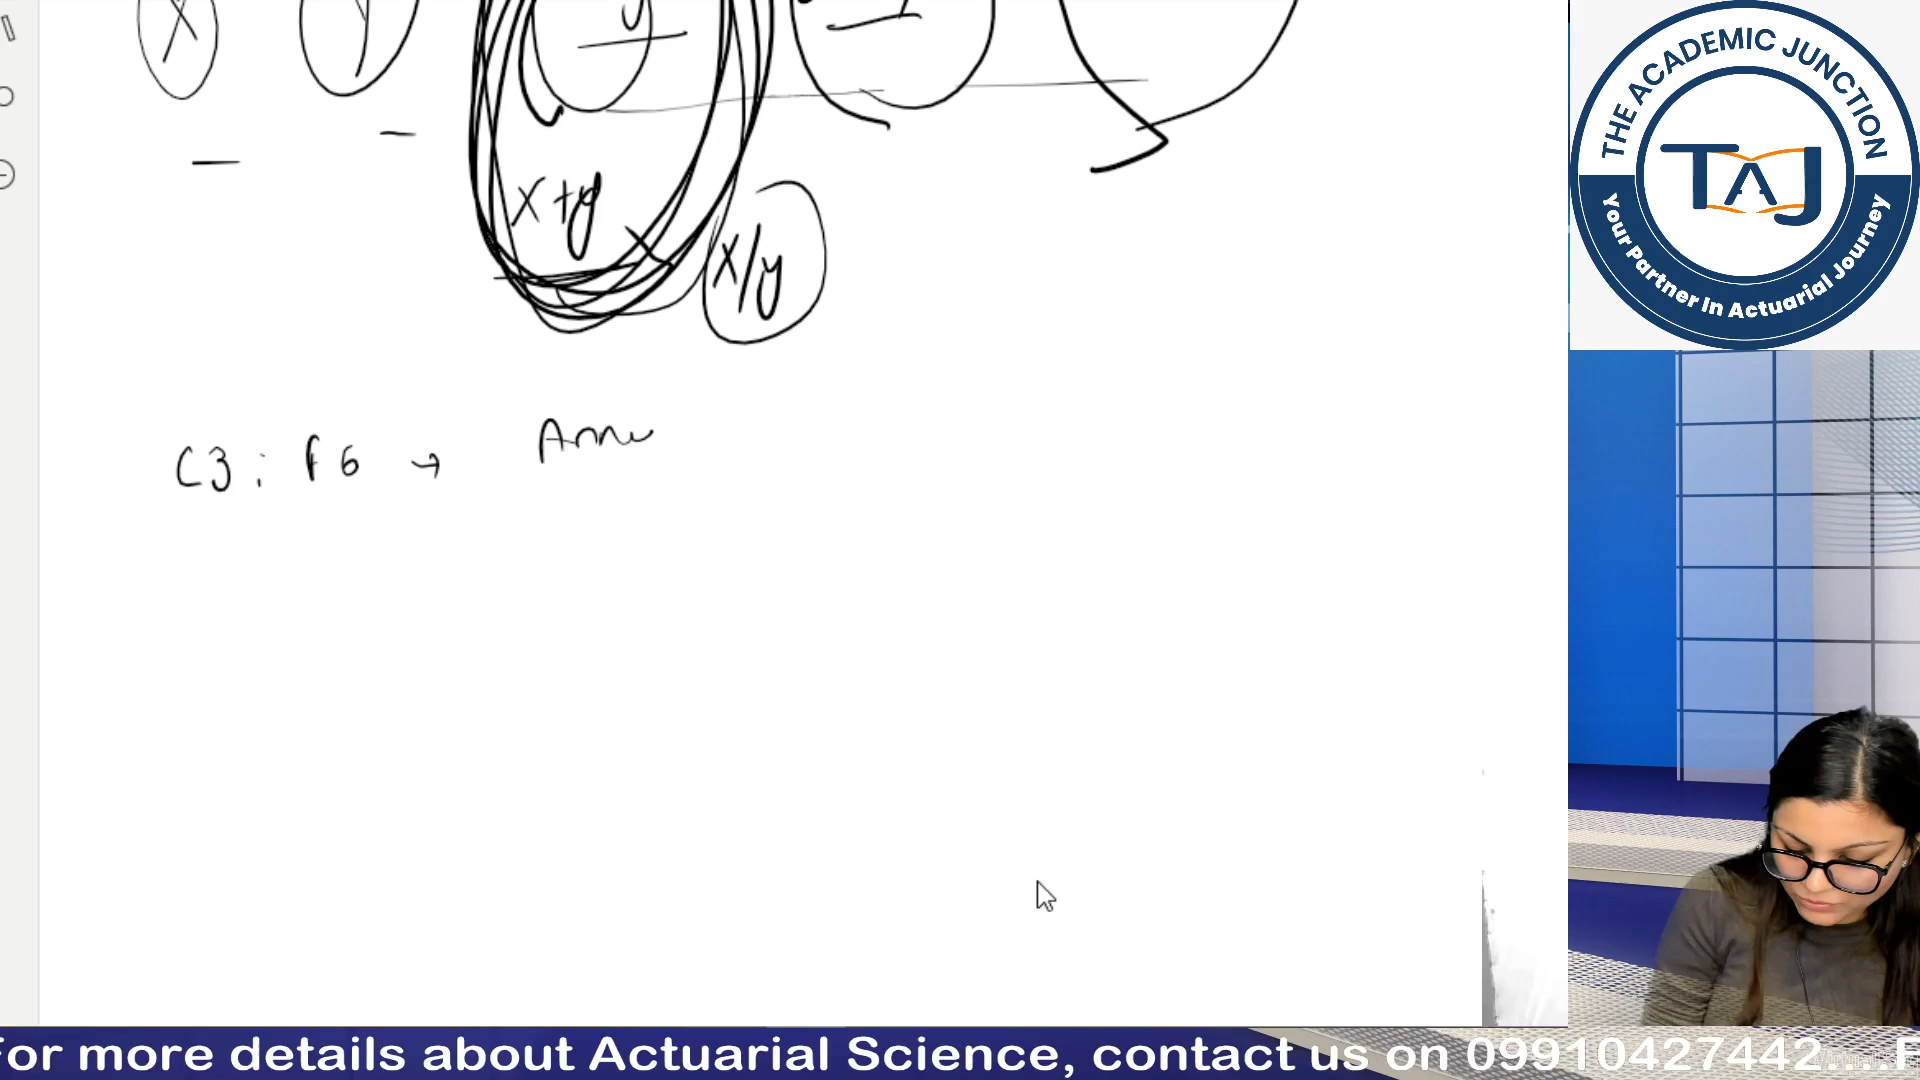 X y y
x+y
x/y
C3 : f6 → Annu
THE ACADEMIC JUNCTION
TAJ
Your Partner In Actuarial Journey
For more details about Actuarial Science, contact us on 09910427442....F